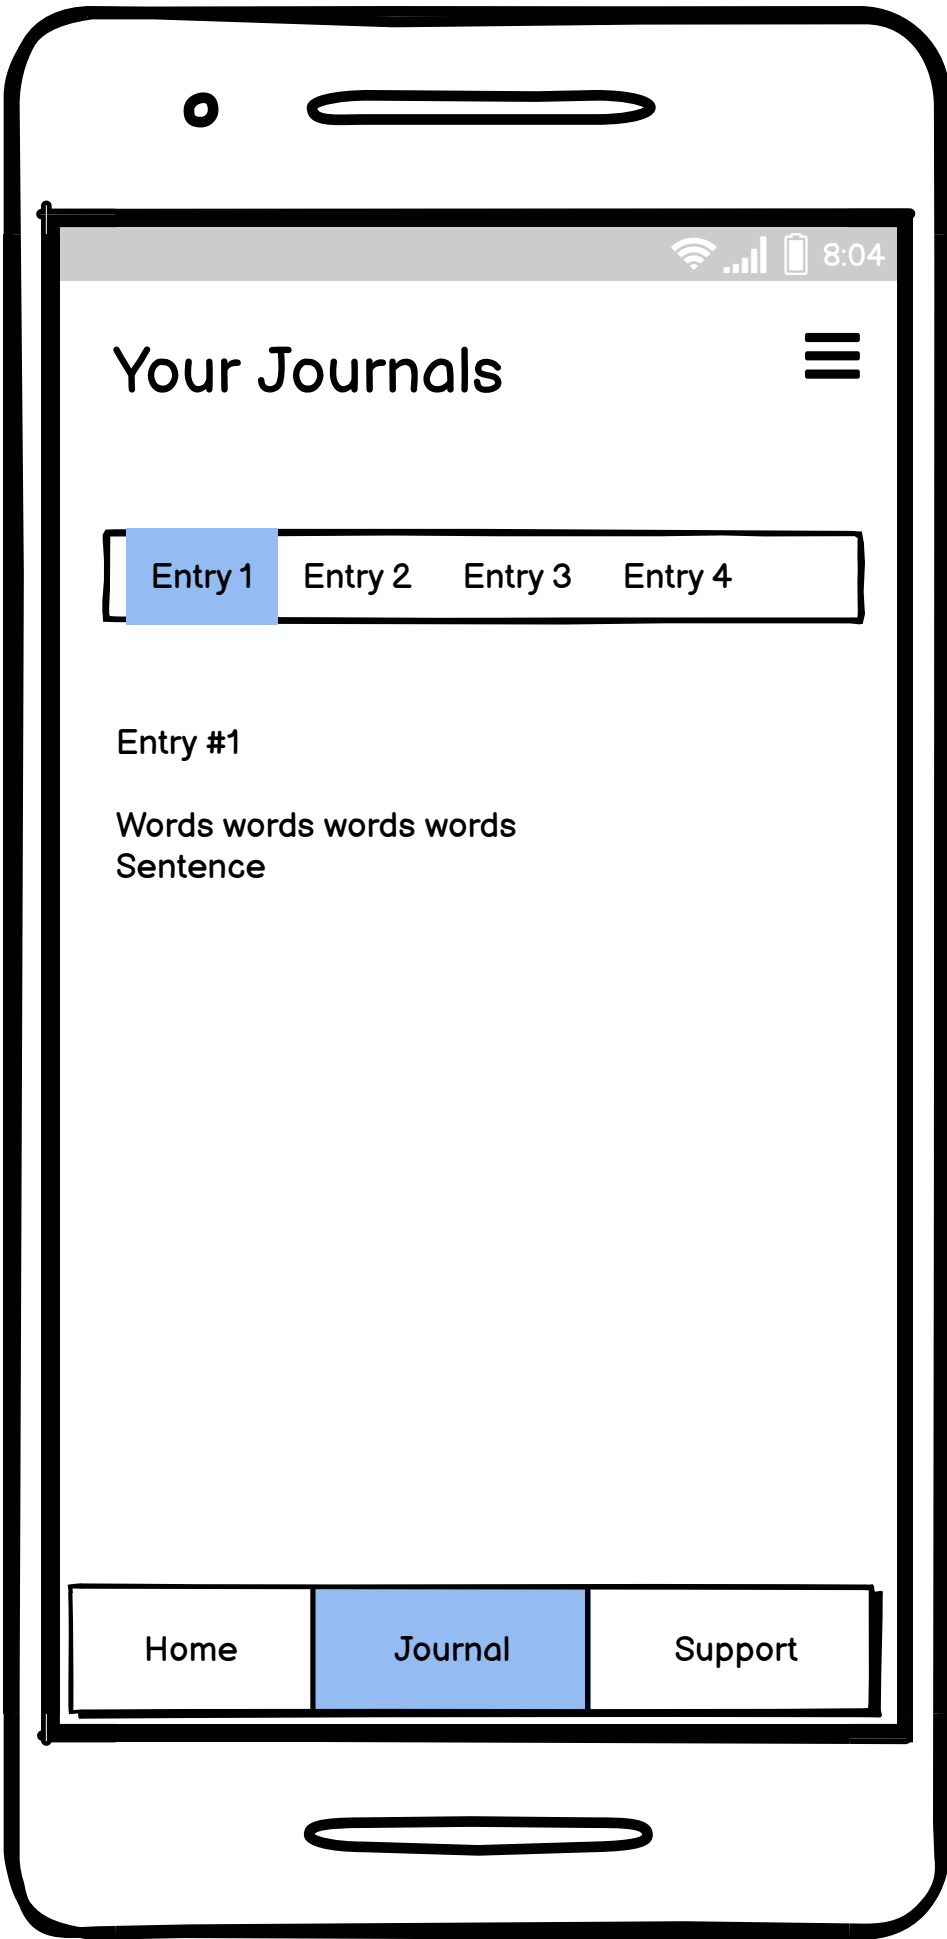 8:04
Your Journals
Entry 1 Entry 2 Entry 3 Entry 4
Entry #1
Words words words words
Sentence
Home Journal Support